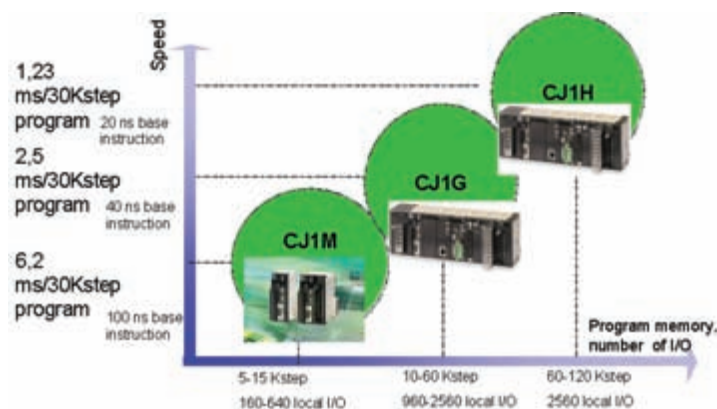 Speed
1,23
ms/30Kstep
program 20 ns base
instruction
2,5
ms/30Kstep
program 40 ns base
instruction
6,2
ms/30Kstep
program
100 ns base
instruction
CJ1H
CJ1G
CJ1M
Program memory,
number of I/O
5-15 Kstep
10-60 Kstep
60-120 Kstep
160-640 local I/O
960-2560 local I/O
2560 local I/O